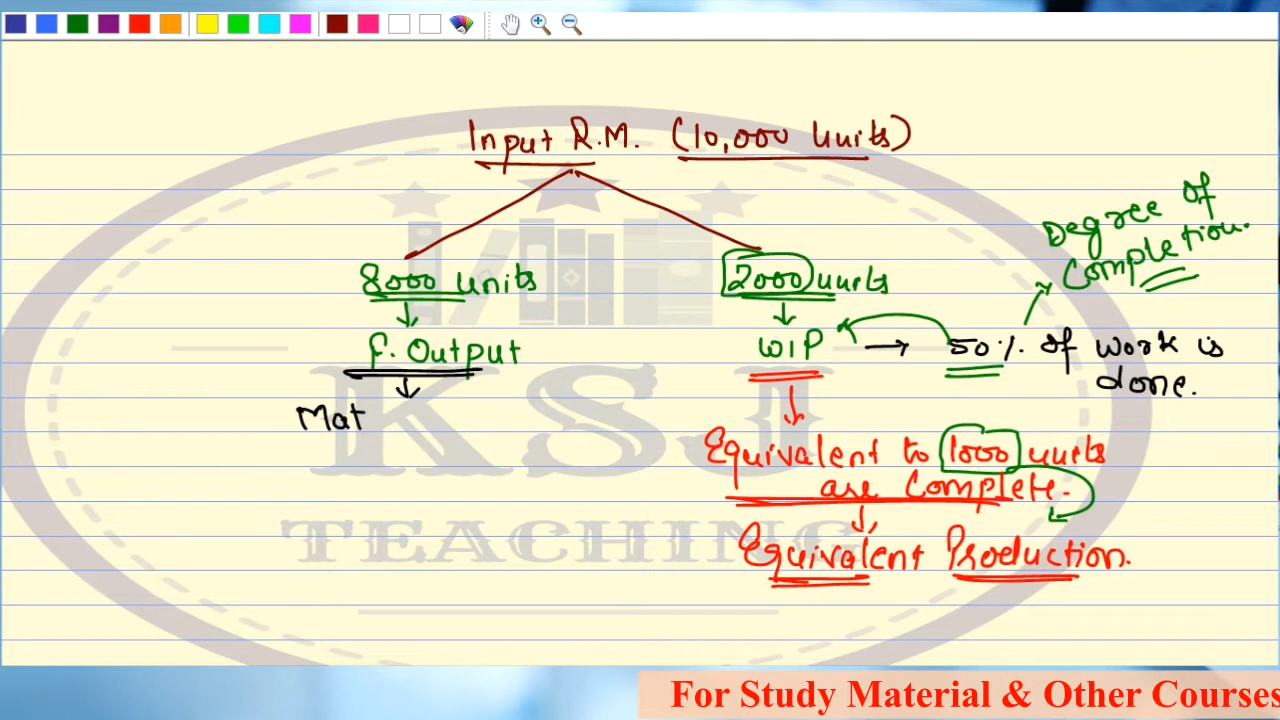 Input R.M. (10,000 Units)
Degree of
Completion.
8000 Units
2000 Units
F. Output
WIP → 50% of work is
done.
Mat
Equivalent to 1000 units
are Complete.
Equivalent Production.
KSJ
TEACHING
For Study Material & Other Courses